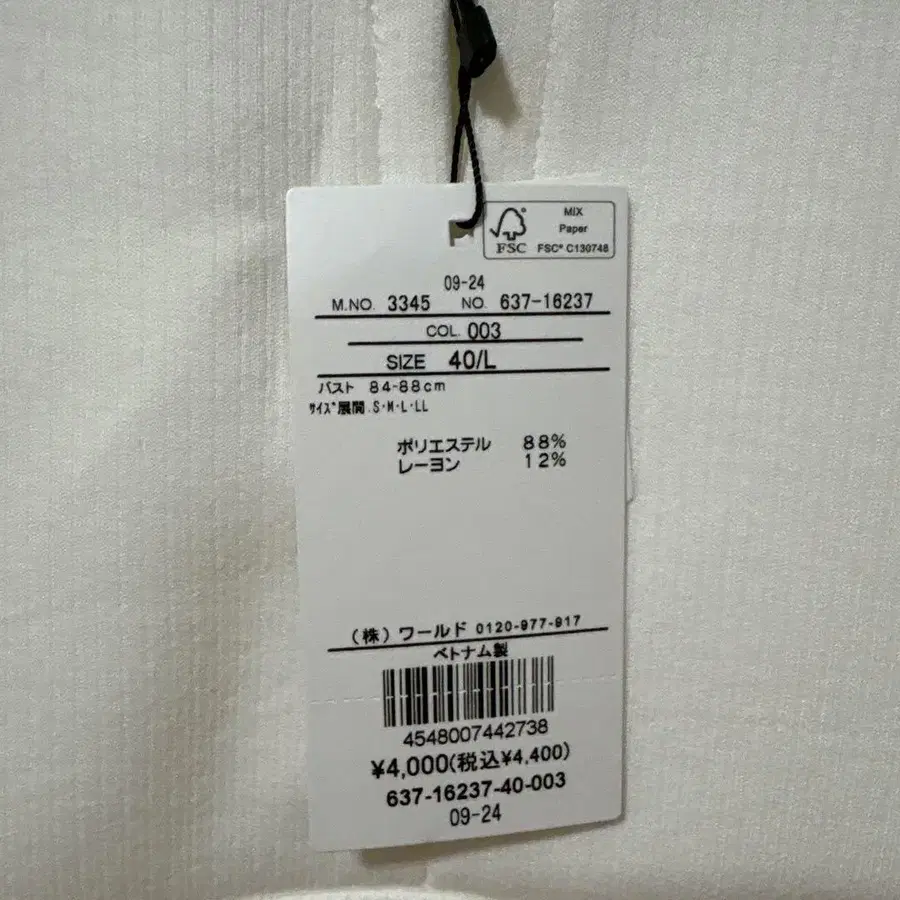 MIX
Paper
FSC
FSC® C130748
09-24
M.NO. 3345 NO. 637-16237
COL. 003
SIZE 40/L
バスト 84-88cm
ｻｲｽﾞ展開 S・M・L・LL
ポリエステル 88%
レーヨン 12%
(株)ワールド 0120-977-917
ベトナム製
4548007442738
¥4,000(税込¥4,400)
637-16237-40-003
09-24